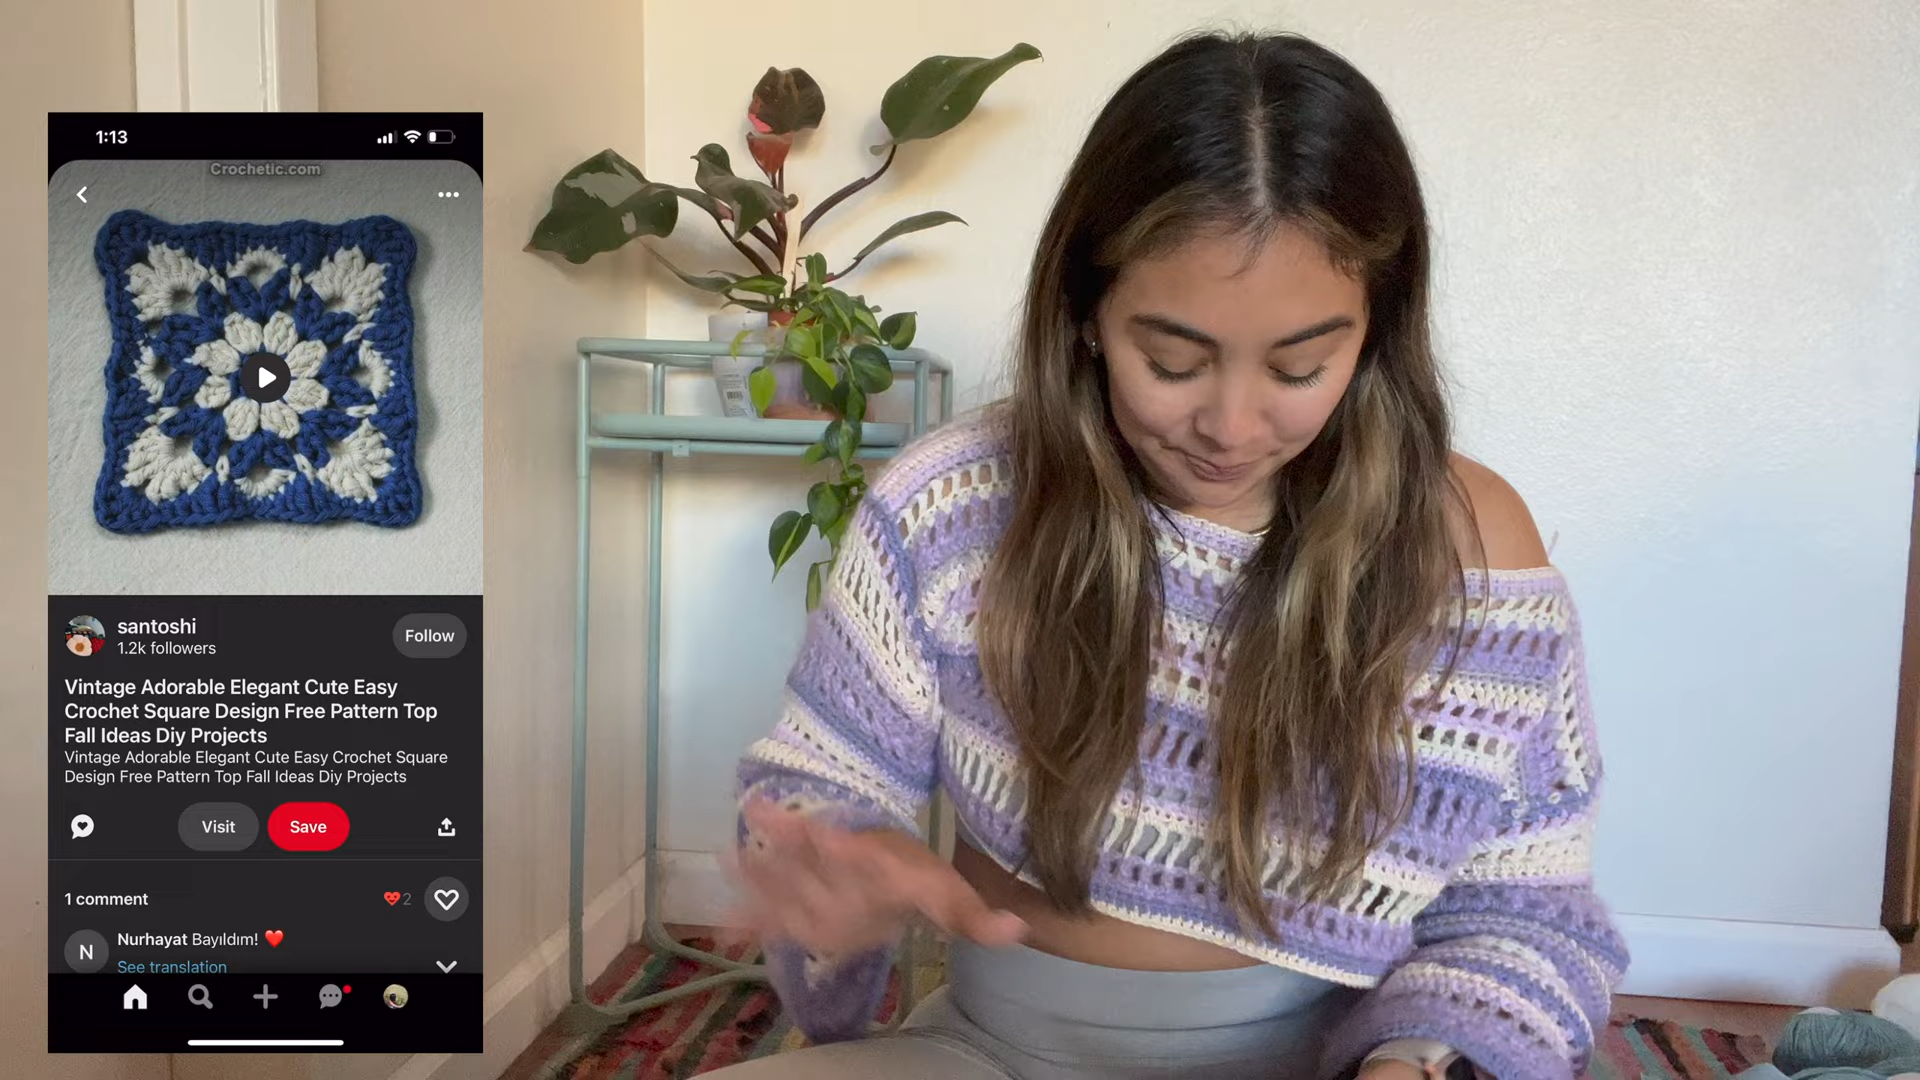 1:13
Crochetic.com
santoshi
1.2k followers
Follow
Vintage Adorable Elegant Cute Easy
Crochet Square Design Free Pattern Top
Fall Ideas Diy Projects
Vintage Adorable Elegant Cute Easy Crochet Square
Design Free Pattern Top Fall Ideas Diy Projects
Visit
Save
1 comment
2
N
Nurhayat Bayıldım! ❤️
See translation